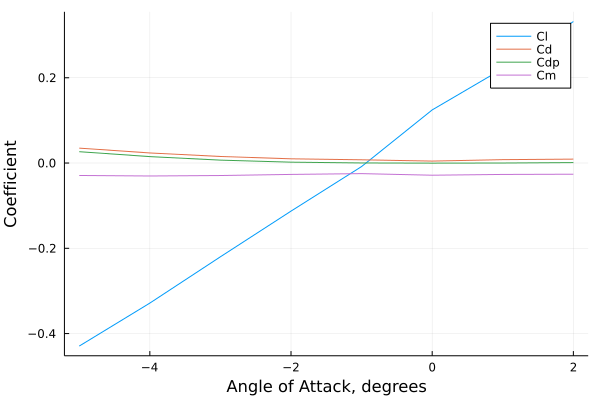 Cl
Cd
Cdp
Cm
0.2
0.0
−0.2
−0.4
Coefficient
−4
−2
0
2
Angle of Attack, degrees